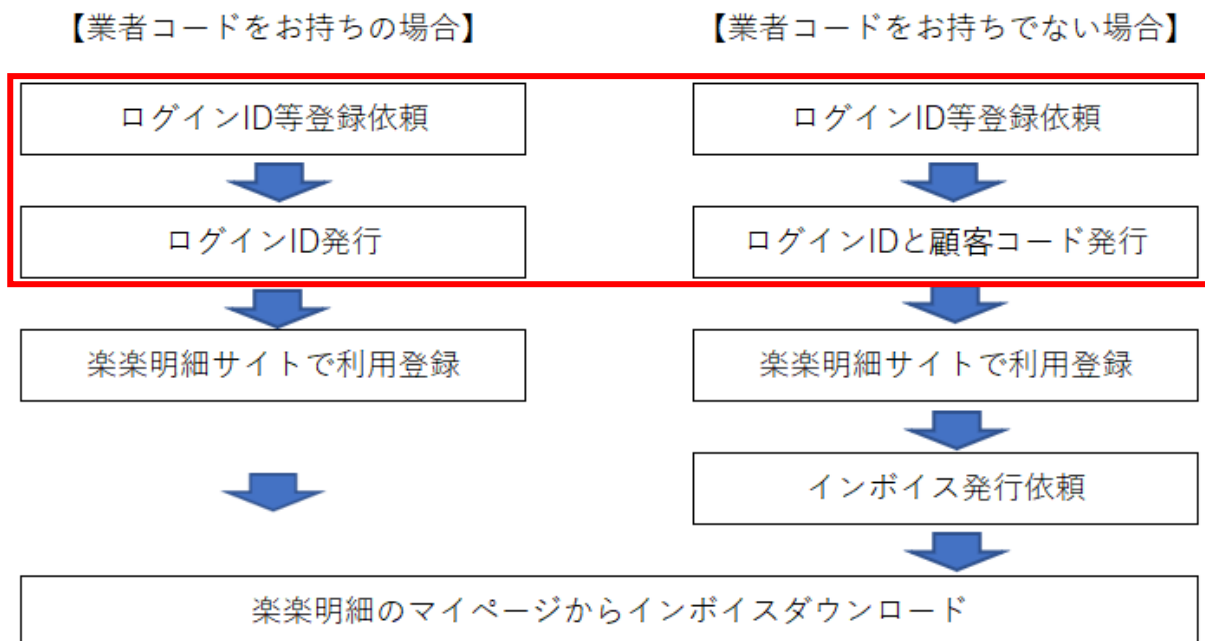 【業者コードをお持ちの場合】
【業者コードをお持ちでない場合】
ログインID等登録依頼
ログインID等登録依頼
ログインID発行
ログインIDと顧客コード発行
楽楽明細サイトで利用登録
楽楽明細サイトで利用登録
インボイス発行依頼
楽楽明細のマイページからインボイスダウンロード